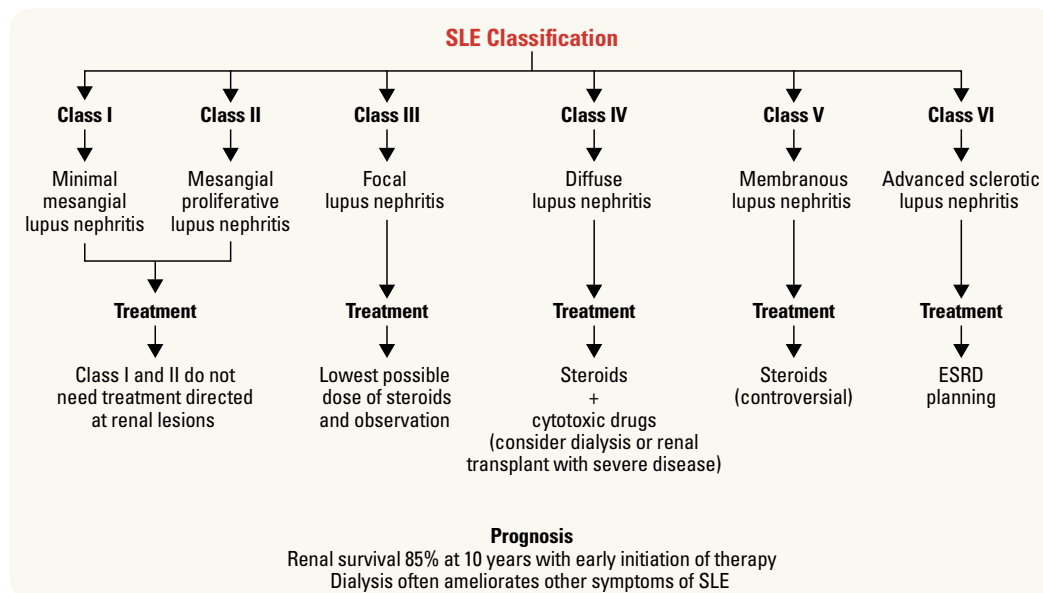 SLE Classification
Class I
Class II
Class III
Class IV
Class V
Class VI
Minimal
mesangial
lupus nephritis
Mesangial
proliferative
lupus nephritis
Focal
lupus nephritis
Diffuse
lupus nephritis
Membranous
lupus nephritis
Advanced sclerotic
lupus nephritis
Treatment
Treatment
Treatment
Treatment
Treatment
Class I and II do not
need treatment directed
at renal lesions
Lowest possible
dose of steroids
and observation
Steroids
+
cytotoxic drugs
(consider dialysis or renal
transplant with severe disease)
Steroids
(controversial)
ESRD
planning
Prognosis
Renal survival 85% at 10 years with early initiation of therapy
Dialysis often ameliorates other symptoms of SLE